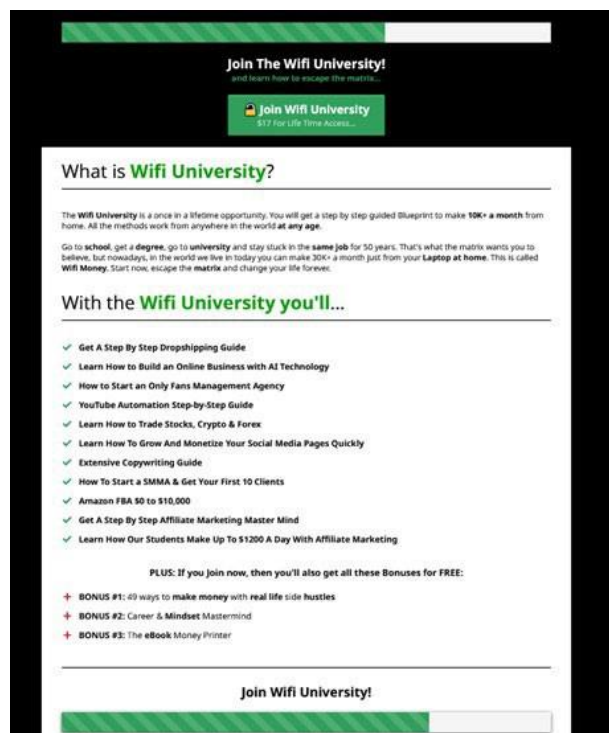 Join The Wifi University!
and learn how to escape the matrix...
Join Wifi University
$17 For Life Time Access...
What is Wifi University?
The Wifi University is a once in a lifetime opportunity. You will get a step by step guided Blueprint to make 10K+ a month from
home. All the methods work from anywhere in the world at any age.
Go to school, get a degree, go to university and stay stuck in the same job for 50 years. That's what the matrix wants you to
believe, but nowadays, in the world we live in today you can make 30K+ a month just from your Laptop at home. This is called
Wifi Money. Start now, escape the matrix and change your life forever.
With the Wifi University you'll...
Get A Step By Step Dropshipping Guide
Learn How to Build an Online Business with AI Technology
How to Start an Only Fans Management Agency
YouTube Automation Step-by-Step Guide
Learn How to Trade Stocks, Crypto & Forex
Learn How To Grow And Monetize Your Social Media Pages Quickly
Extensive Copywriting Guide
How To Start a SMMA & Get Your First 10 Clients
Amazon FBA $0 to $10,000
Get A Step By Step Affiliate Marketing Master Mind
Learn How Our Students Make Up To $1200 A Day With Affiliate Marketing
PLUS: If you join now, then you'll also get all these Bonuses for FREE:
BONUS #1: 49 ways to make money with real life side hustles
BONUS #2: Career & Mindset Mastermind
BONUS #3: The eBook Money Printer
Join Wifi University!